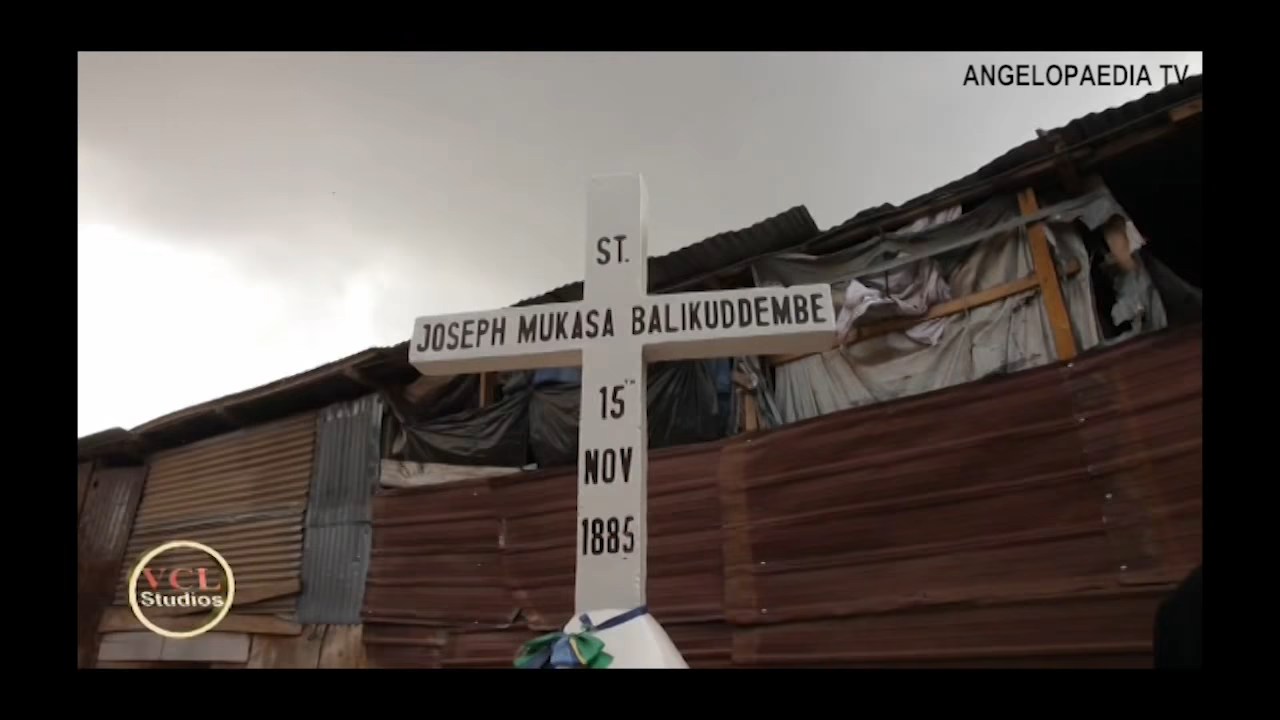 ANGELOPAEDIA TV
ST.
JOSEPH MUKASA BALIKUDDEMBE
15TH
NOV
1885
VCL
Studios